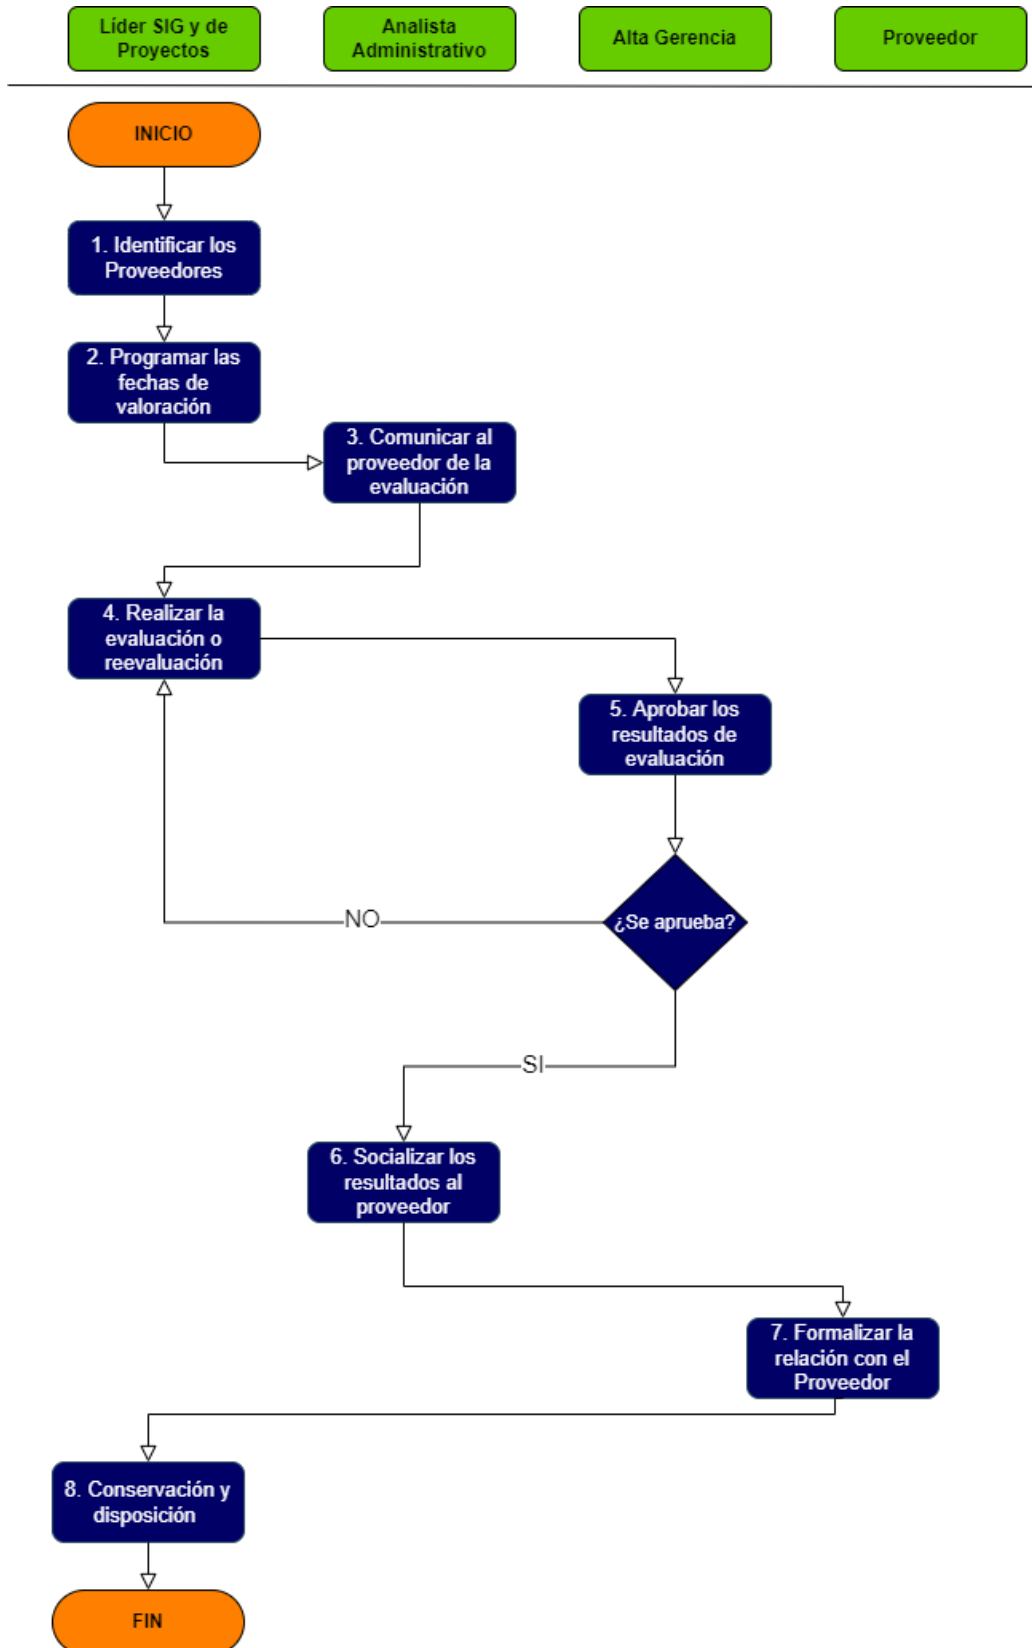 Líder SIG y de
Proyectos
Analista
Administrativo
Alta Gerencia
Proveedor
INICIO
1. Identificar los
Proveedores
2. Programar las
fechas de
valoración
3. Comunicar al
proveedor de la
evaluación
4. Realizar la
evaluación o
reevaluación
5. Aprobar los
resultados de
evaluación
¿Se aprueba?
NO
SI
6. Socializar los
resultados al
proveedor
7. Formalizar la
relación con el
Proveedor
8. Conservación y
disposición
FIN